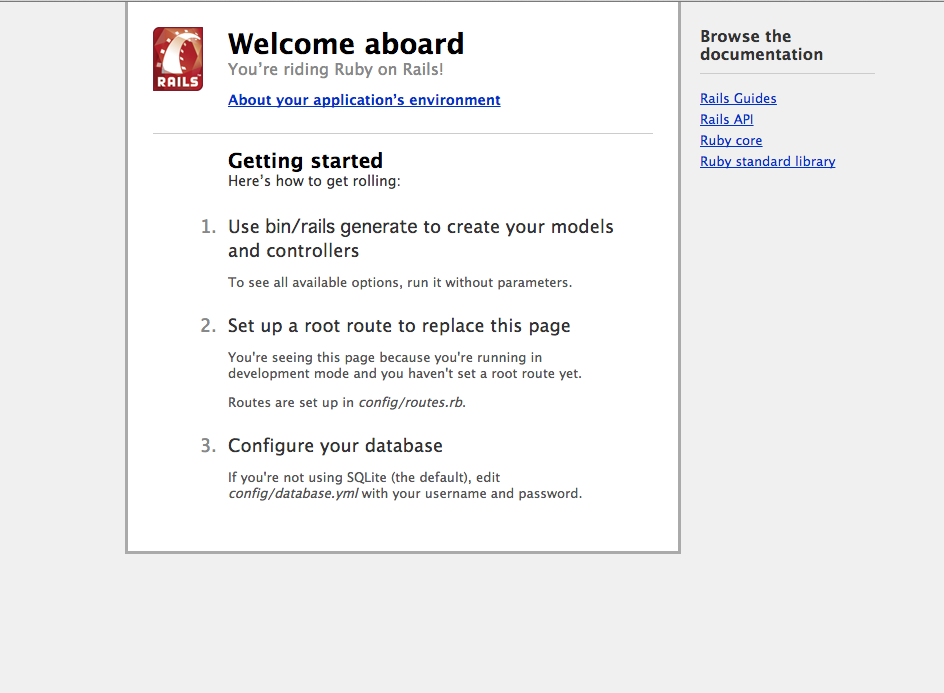 RAILS
Welcome aboard
You’re riding Ruby on Rails!
About your application’s environment
Getting started
Here’s how to get rolling:
1. Use bin/rails generate to create your models
and controllers
To see all available options, run it without parameters.
2. Set up a root route to replace this page
You're seeing this page because you're running in
development mode and you haven't set a root route yet.
Routes are set up in config/routes.rb.
3. Configure your database
If you're not using SQLite (the default), edit
config/database.yml with your username and password.
Browse the
documentation
Rails Guides
Rails API
Ruby core
Ruby standard library